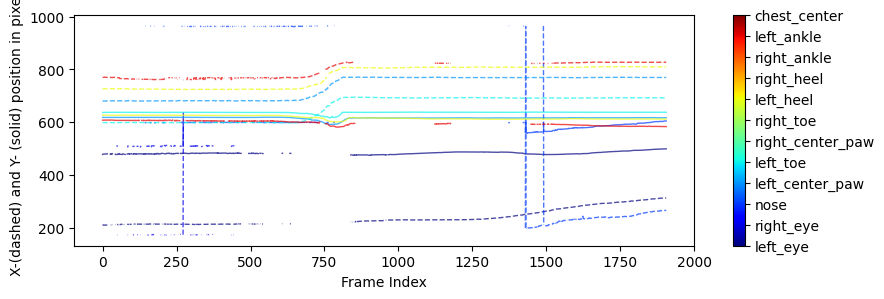 X-(dashed) and Y- (solid) position in pixe
1000
800
600
400
200
0
250
500
750
1000
1250
1500
1750
2000
Frame Index
chest_center
left_ankle
right_ankle
right_heel
left_heel
right_toe
right_center_paw
left_toe
left_center_paw
nose
right_eye
left_eye